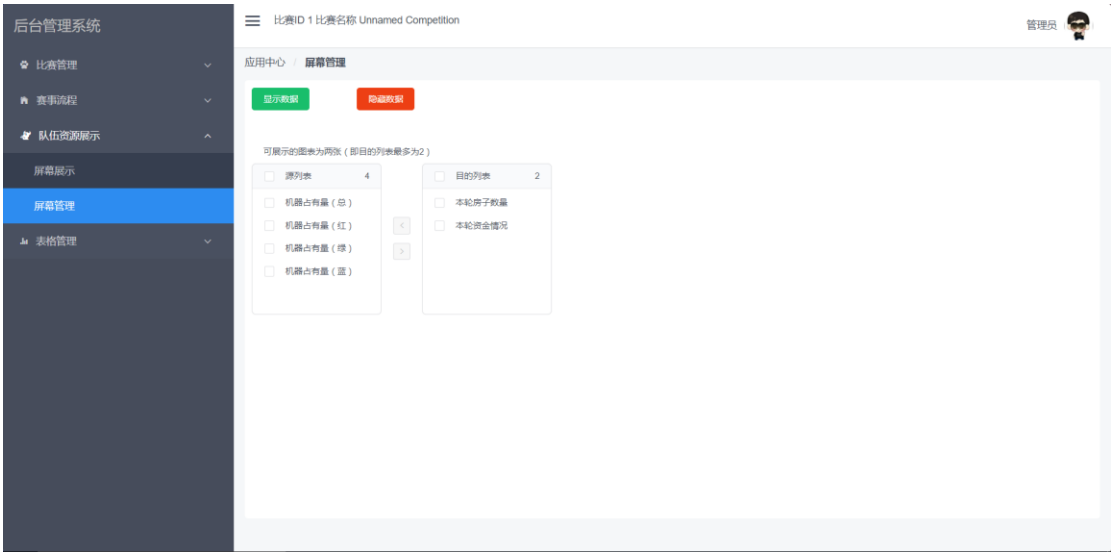 后台管理系统
比赛ID 1 比赛名称 Unnamed Competition
管理员
比赛管理
赛事流程
队伍资源展示
屏幕展示
屏幕管理
表格管理
应用中心 / 屏幕管理
显示数据
隐藏数据
可展示的图表为两张(即目的列表最多为2)
源列表 4
机器占有量(总)
机器占有量(红)
机器占有量(绿)
机器占有量(蓝)
< 
>
目的列表 2
本轮房子数量
本轮资金情况